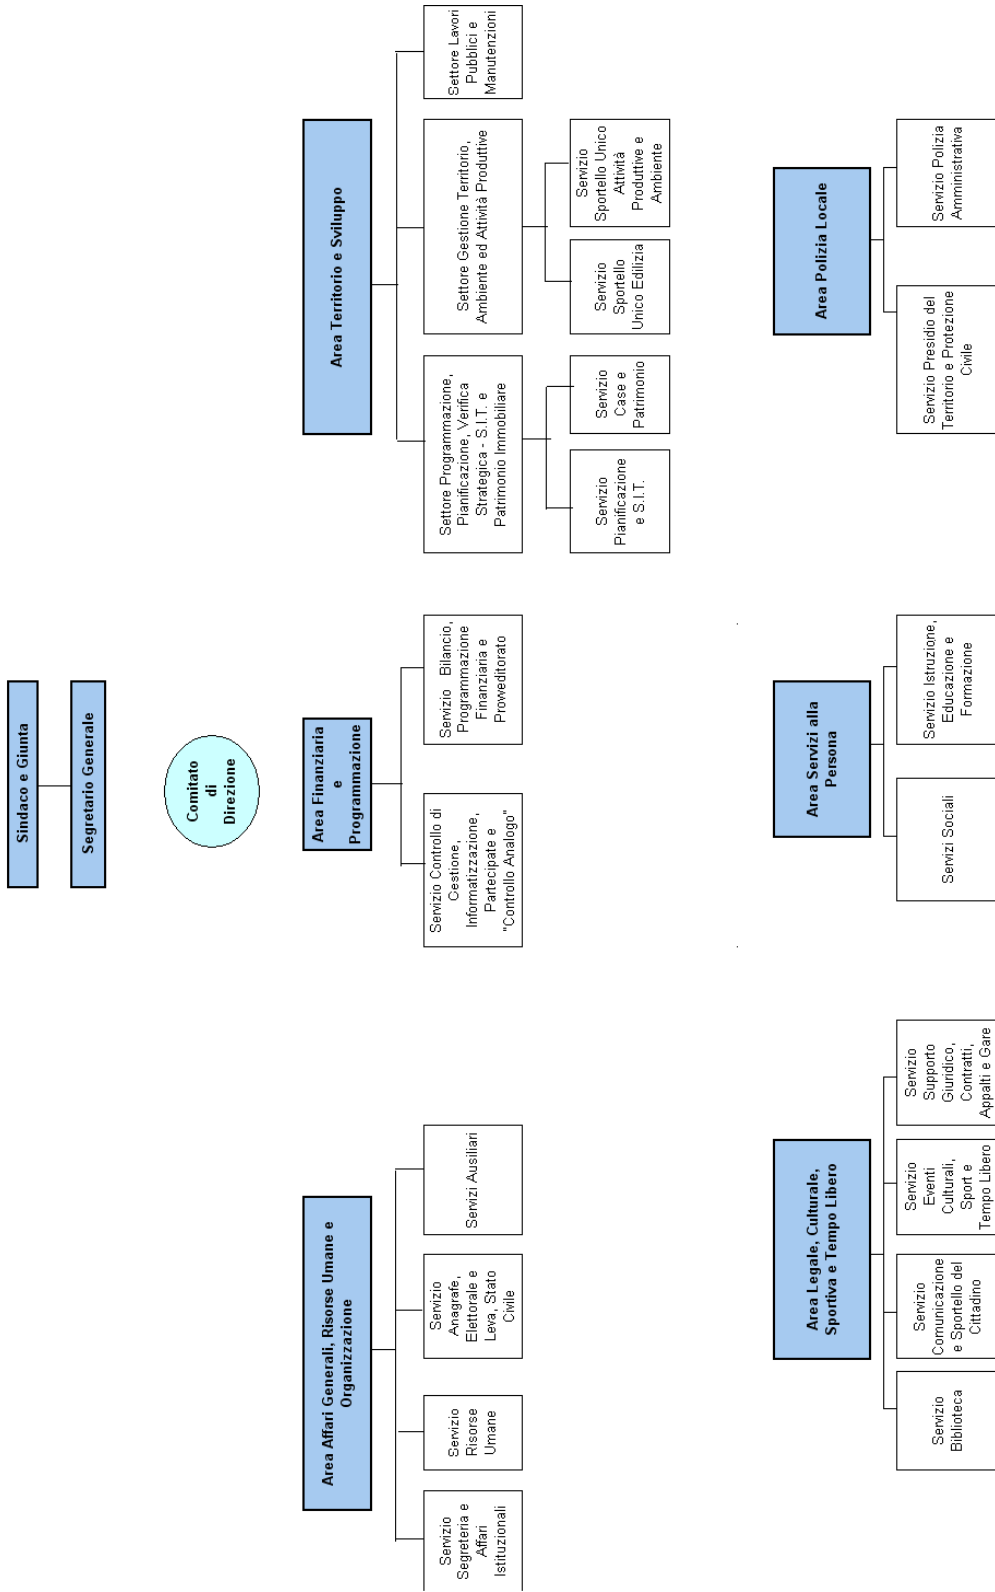 Sindaco e Giunta
Segretario Generale
Comitato
di
Direzione
Area Affari Generali, Risorse Umane e
Organizzazione
Servizio
Segreteria e
Affari
Istituzionali
Servizio
Risorse
Umane
Servizio
Anagrafe,
Elettorale e
Leva, Stato
Civile
Servizi Ausiliari
Area Finanziaria
e
Programmazione
Servizio Controllo di
Gestione,
Informatizzazione,
Partecipate e
"Controllo Analogo"
Servizio Bilancio,
Programmazione
Finanziaria e
Provveditorato
Area Territorio e Sviluppo
Settore Programmazione,
Pianificazione, Verifica
Strategica - S.I.T. e
Patrimonio Immobiliare
Servizio
Pianificazione
e S.I.T.
Servizio
Case e
Patrimonio
Settore Gestione Territorio,
Ambiente ed Attività Produttive
Servizio
Sportello
Unico Edilizia
Servizio
Sportello Unico
Attività
Produttive e
Ambiente
Settore Lavori
Pubblici e
Manutenzioni
Area Legale, Culturale,
Sportiva e Tempo Libero
Servizio
Biblioteca
Servizio
Comunicazione
e Sportello del
Cittadino
Servizio
Eventi
Culturali,
Sport e
Tempo Libero
Servizio
Supporto
Giuridico,
Contratti,
Appalti e Gare
Area Servizi alla
Persona
Servizi Sociali
Servizio Istruzione,
Educazione e
Formazione
Area Polizia Locale
Servizio Presidio del
Territorio e Protezione
Civile
Servizio Polizia
Amministrativa